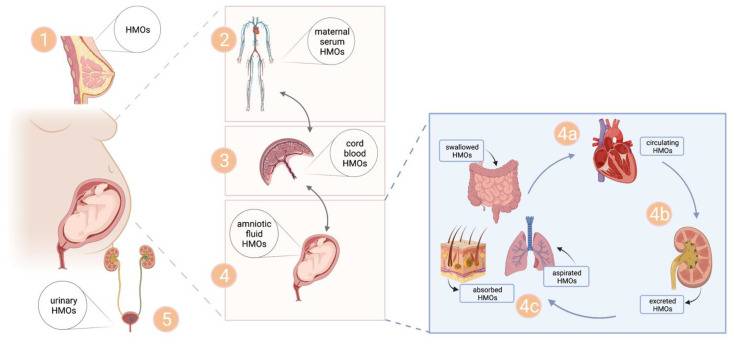 1
HMOs
2
maternal
serum
HMOs
3
cord
blood
HMOs
4
amniotic
fluid
HMOs
urinary
HMOs
5
4a
swallowed
HMOs
circulating
HMOs
4b
excreted
HMOs
aspirated
HMOs
absorbed
HMOs
4c